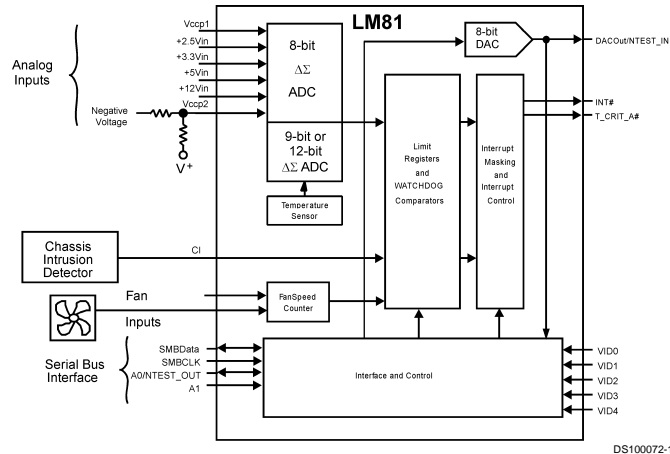 LM81
Analog
Inputs
Vccp1
+2.5Vin
+3.3Vin
+5Vin
+12Vin
Vccp2
Negative
Voltage
V+
8-bit
ΔΣ
ADC
9-bit or
12-bit
ΔΣ ADC
Temperature
Sensor
8-bit
DAC
DACOut/NTEST_IN
INT#
T_CRIT_A#
Limit
Registers
and
WATCHDOG
Comparators
Interrupt
Masking
and
Interrupt
Control
Chassis
Intrusion
Detector
CI
Fan
Inputs
FanSpeed
Counter
Serial Bus
Interface
SMBData
SMBCLK
A0/NTEST_OUT
A1
Interface and Control
VID0
VID1
VID2
VID3
VID4
DS100072-1